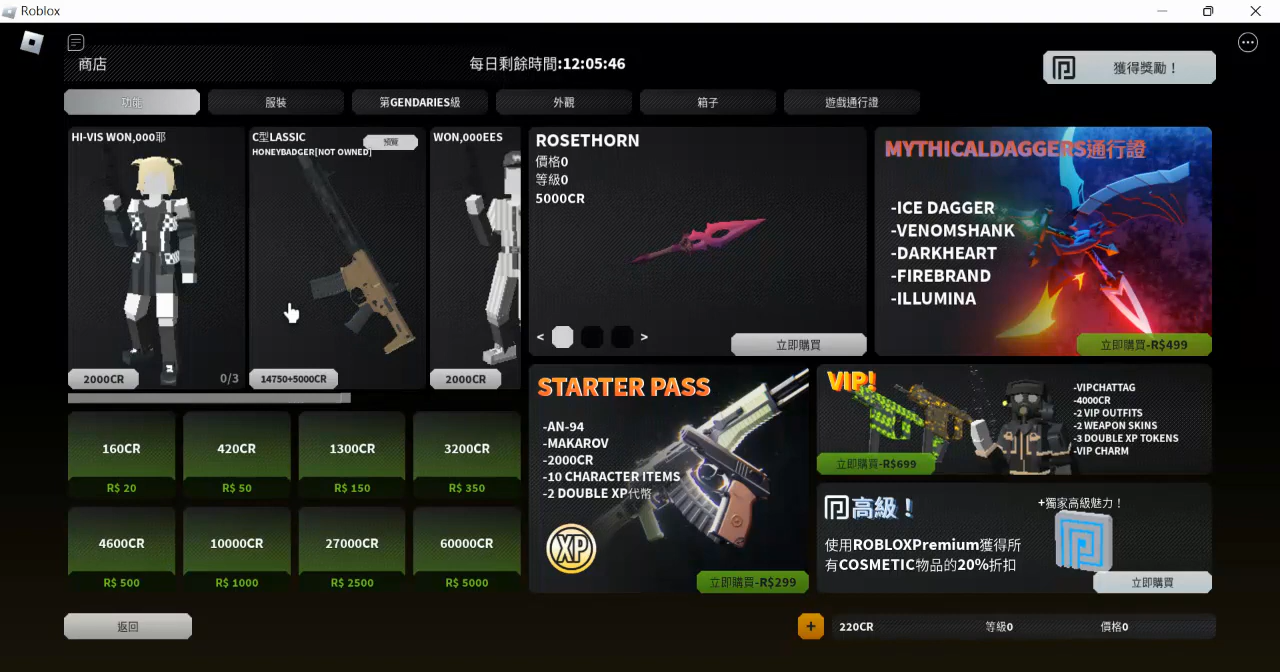 Roblox
商店
每日剩餘時間:12:05:46
獲得獎勵！
功能
服裝
第GENDARIES級
外觀
箱子
遊戲通行證
HI-VIS WON,000耶
2000CR
0/3
C型LASSIC
預覽
HONEYBADGER[NOT OWNED]
14750+5000CR
WON,000EES
2000CR
ROSETHORN
價格0
等級0
5000CR
<
>
立即購買
MYTHICALDAGGERS通行證
-ICE DAGGER
-VENOMSHANK
-DARKHEART
-FIREBRAND
-ILLUMINA
立即購買-R$499
160CR
R$ 20
420CR
R$ 50
1300CR
R$ 150
3200CR
R$ 350
4600CR
R$ 500
10000CR
R$ 1000
27000CR
R$ 2500
60000CR
R$ 5000
STARTER PASS
-AN-94
-MAKAROV
-2000CR
-10 CHARACTER ITEMS
-2 DOUBLE XP代幣
XP
立即購買-R$299
VIP!
-VIPCHATTAG
-4000CR
-2 VIP OUTFITS
-2 WEAPON SKINS
-3 DOUBLE XP TOKENS
-VIP CHARM
立即購買-R$699
高級！
+獨家高級魅力！
使用ROBLOXPremium獲得所
有COSMETIC物品的20%折扣
立即購買
返回
+
220CR
等級0
價格0